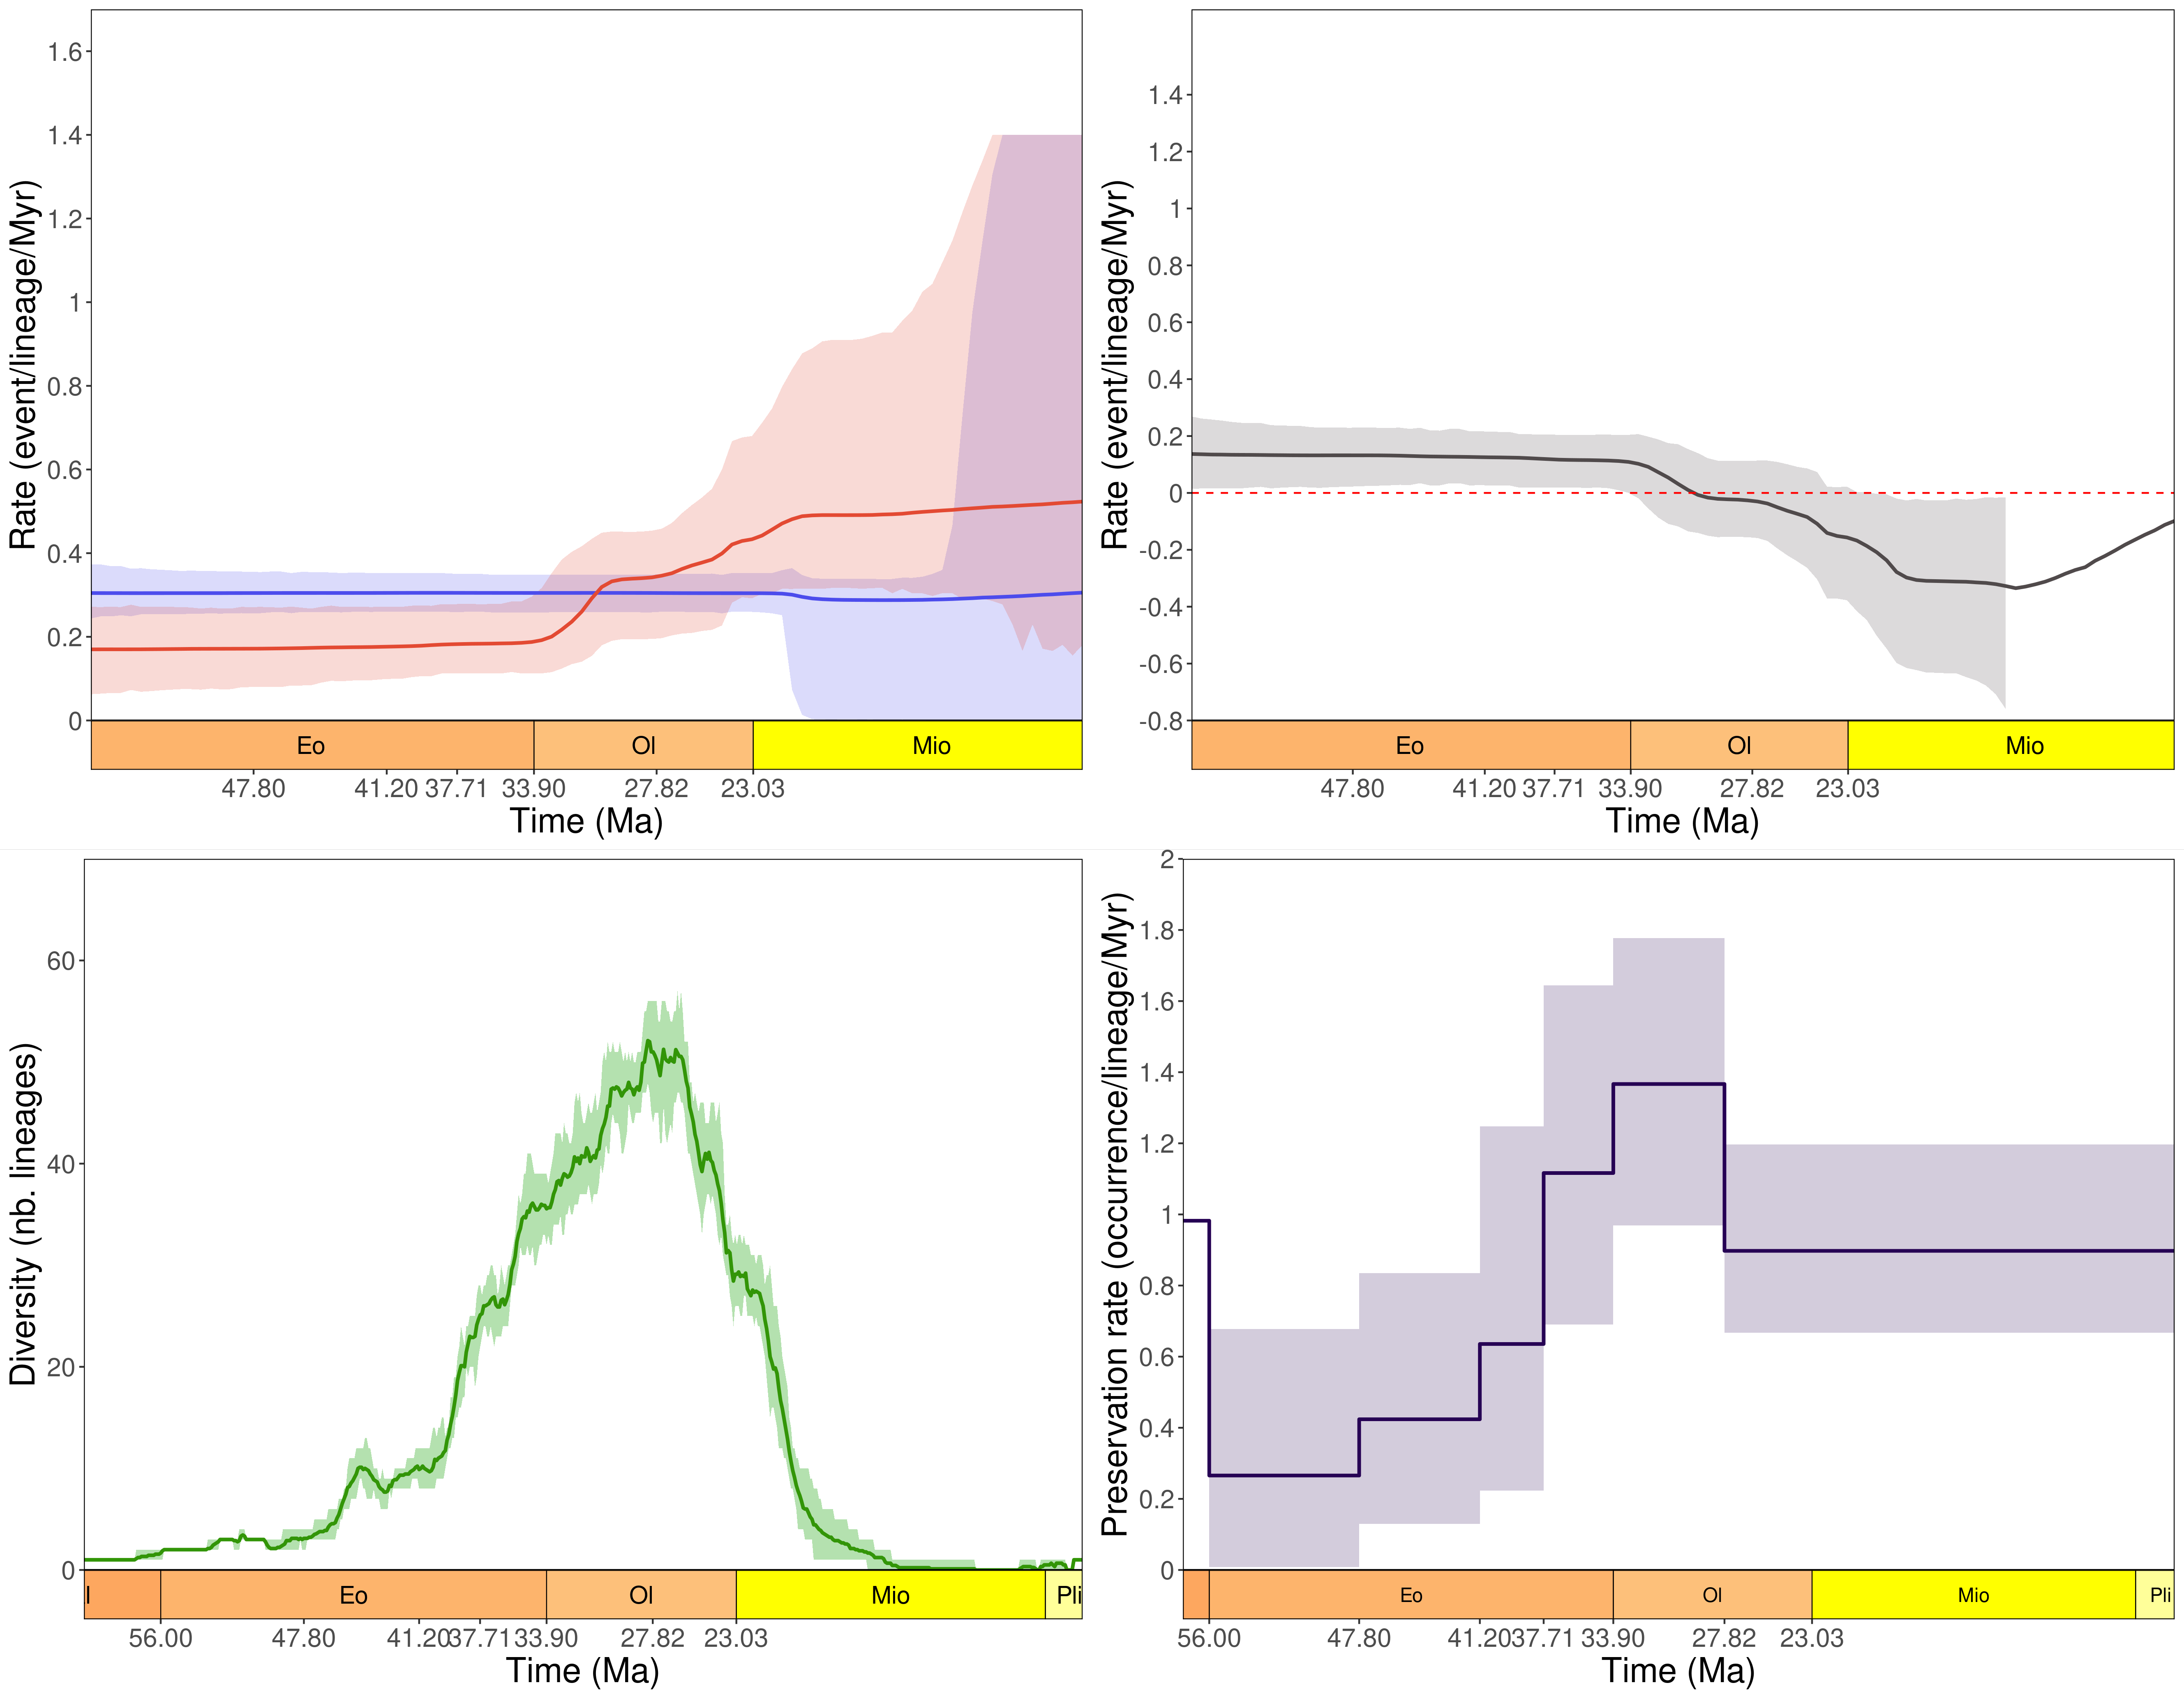 Rate (event/lineage/Myr)
1.6
1.4
1.2
1
0.8
0.6
0.4
0.2
0
Eo Ol Mio
47.80 41.20 37.71 33.90 27.82 23.03
Time (Ma)
Rate (event/lineage/Myr)
1.4
1.2
1
0.8
0.6
0.4
0.2
0
-0.2
-0.4
-0.6
-0.8
Eo Ol Mio
47.80 41.20 37.71 33.90 27.82 23.03
Time (Ma)
Diversity (nb. lineages)
60
40
20
0
l Eo Ol Mio Pli
56.00 47.80 41.20 37.71 33.90 27.82 23.03
Time (Ma)
Preservation rate (occurrence/lineage/Myr)
2
1.8
1.6
1.4
1.2
1
0.8
0.6
0.4
0.2
0
Eo Ol Mio Pli
56.00 47.80 41.20 37.71 33.90 27.82 23.03
Time (Ma)